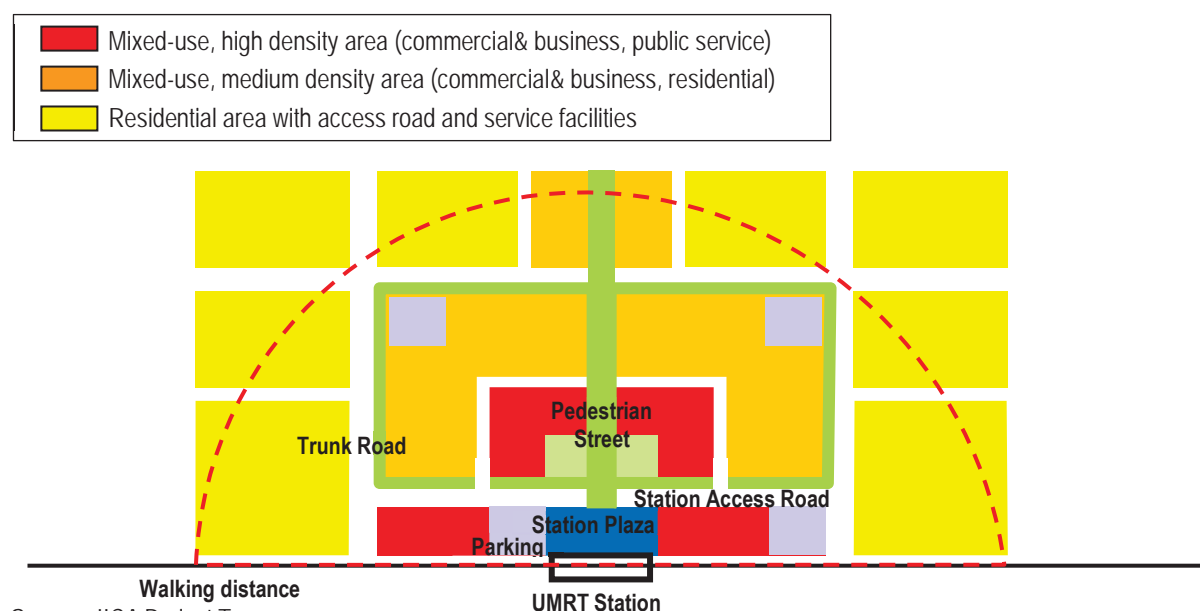 Mixed-use, high density area (commercial& business, public service)
Mixed-use, medium density area (commercial& business, residential)
Residential area with access road and service facilities
Pedestrian
Street
Trunk Road
Station Access Road
Station Plaza
Parking
Walking distance
UMRT Station